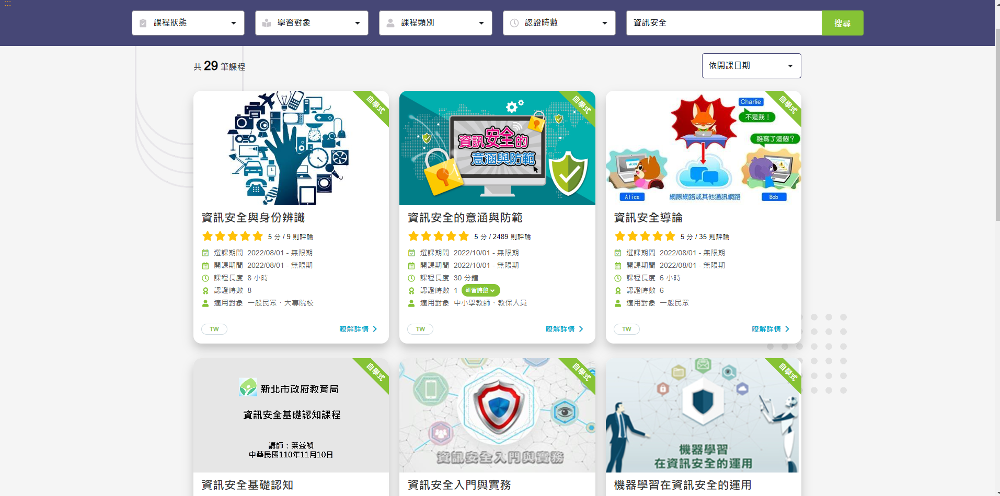 課程狀態
學習對象
課程類別
認證時數
資訊安全
搜尋
共 29 筆課程
依開課日期
自學式
資訊安全與身份辨識
5 分 / 9 則評論
選課期間 2022/08/01 - 無限期
開課期間 2022/08/01 - 無限期
課程長度 8 小時
認證時數 8
適用對象 一般民眾、大專院校
TW
瞭解詳情
自學式
資訊安全的
意涵與防範
資訊安全的意涵與防範
5 分 / 2489 則評論
選課期間 2022/10/01 - 無限期
開課期間 2022/10/01 - 無限期
課程長度 30 分鐘
認證時數 1 研習時數
適用對象 中小學教師、教保人員
TW
瞭解詳情
自學式
Charlie
不是我！
誰寫了這個？
Alice
網際網路或其他通訊網路
Bob
資訊安全導論
5 分 / 35 則評論
選課期間 2022/08/01 - 無限期
開課期間 2022/08/01 - 無限期
課程長度 6 小時
認證時數 6
適用對象 一般民眾
TW
瞭解詳情
自學式
新北市政府教育局
資訊安全基礎認知課程
講師：葉益禎
中華民國110年11月10日
資訊安全基礎認知
自學式
資訊安全入門與實務
資訊安全入門與實務
自學式
機器學習
在資訊安全的運用
機器學習在資訊安全的運用